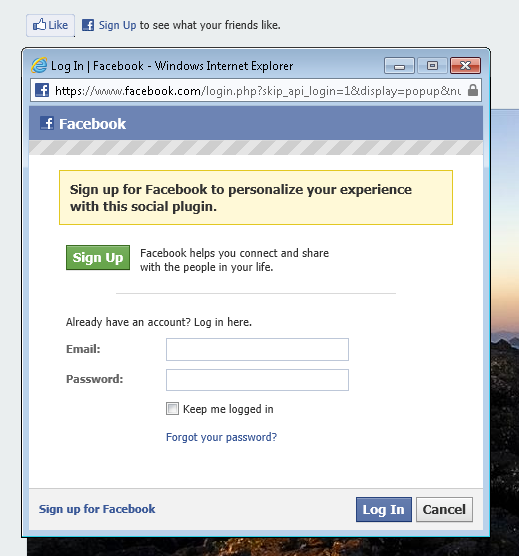 Like
Sign Up to see what your friends like.
Log In | Facebook - Windows Internet Explorer
https://www.facebook.com/login.php?skip_api_login=1&display=popup&nu
Facebook
Sign up for Facebook to personalize your experience
with this social plugin.
Sign Up
Facebook helps you connect and share
with the people in your life.
Already have an account? Log in here.
Email:
Password:
Keep me logged in
Forgot your password?
Sign up for Facebook
Log In
Cancel